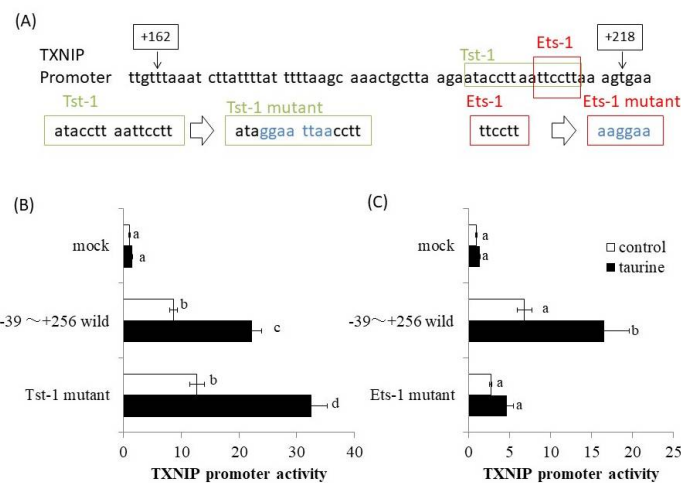 (A)
+162
+218
Ets-1
TXNIP
Tst-1
Promoter ttgtttaaat cttattttat ttttaagc aaactgctta agaatacctt aattccttaa aagtgaa
Tst-1
Tst-1 mutant
Ets-1
Ets-1 mutant
atacctt aattcctt
ataggaa ttaacctt
ttcctt
aaggaa
(B)
(C)
mock
a
a
a
a
control
taurine
-39～+256 wild
b
c
-39～+256 wild
a
b
Tst-1 mutant
b
d
Ets-1 mutant
a
a
0 10 20 30 40
0 5 10 15 20 25
TXNIP promoter activity
TXNIP promoter activity